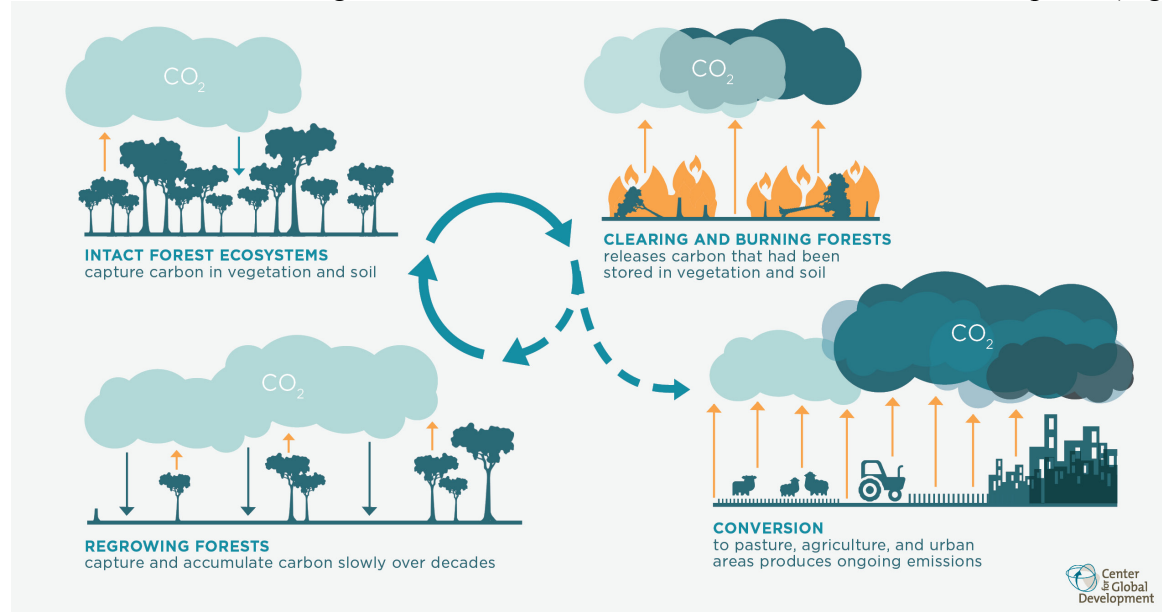 CO2
INTACT FOREST ECOSYSTEMS
capture carbon in vegetation and soil
CO2
CLEARING AND BURNING FORESTS
releases carbon that had been
stored in vegetation and soil
CO2
REGROWING FORESTS
capture and accumulate carbon slowly over decades
CO2
CONVERSION
to pasture, agriculture, and urban
areas produces ongoing emissions
Center
for Global
Development